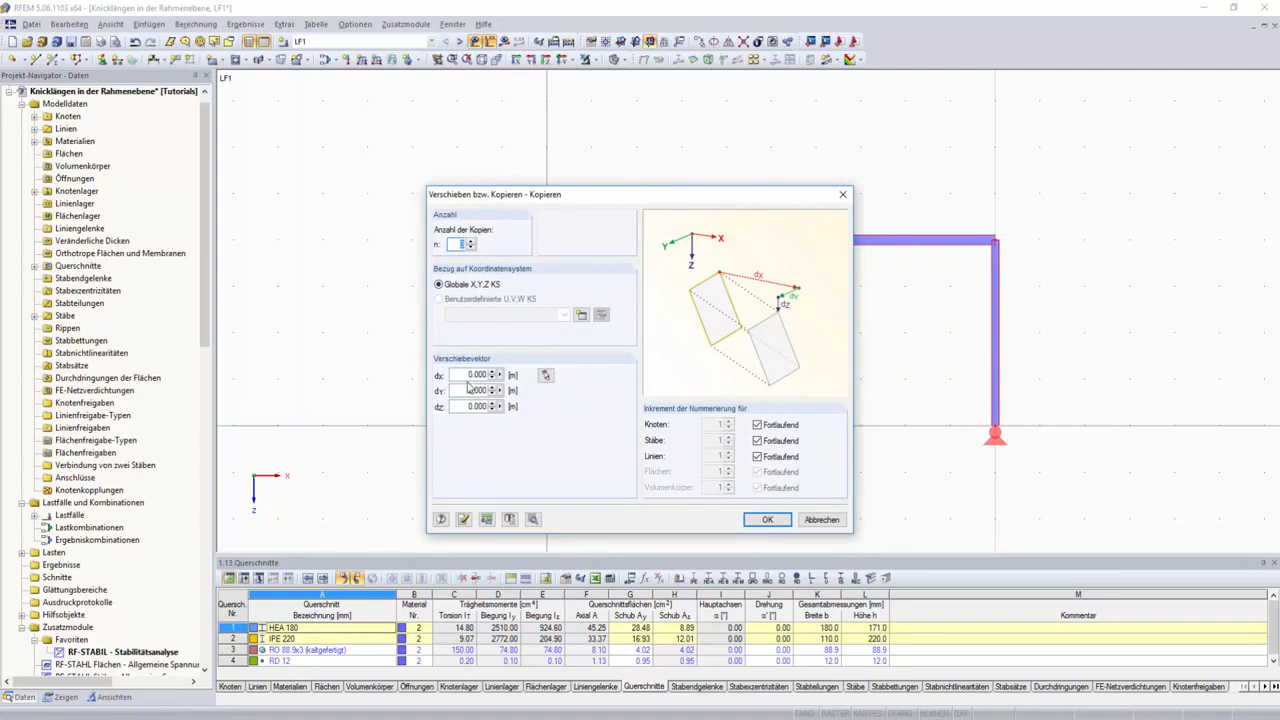 RFEM 5.06.1103 x64 - [Knicklängen in der Rahmenebene, LF1*]
Datei Bearbeiten Ansicht Einfügen Berechnung Ergebnisse Extras Tabelle Optionen Zusatzmodule Fenster Hilfe
LF1
Projekt-Navigator - Daten
Knicklängen in der Rahmenebene* [Tutorials]
Modelldaten
Knoten
Linien
Materialien
Flächen
Volumenkörper
Öffnungen
Knotenlager
Linienlager
Flächenlager
Liniengelenke
Veränderliche Dicken
Orthotrope Flächen und Membranen
Querschnitte
Stabendgelenke
Stabexzentrizitäten
Stabteilungen
Stäbe
Rippen
Stabbettungen
Stabnichtlinearitäten
Stabsätze
Durchdringungen der Flächen
FE-Netzverdichtungen
Knotenfreigaben
Linienfreigabe-Typen
Linienfreigaben
Flächenfreigabe-Typen
Flächenfreigaben
Verbindung von zwei Stäben
Anschlüsse
Knotenkopplungen
Lastfälle und Kombinationen
Lastfälle
Lastkombinationen
Ergebniskombinationen
Lasten
Ergebnisse
Schnitte
Glättungsbereiche
Ausdruckprotokolle
Hilfsobjekte
Zusatzmodule
Favoriten
RF-STABIL - Stabilitätsanalyse
RF-STAHL Flächen - Allgemeine Spannu
Daten Zeigen Ansichten
LF1
x
z
Verschieben bzw. Kopieren - Kopieren
Anzahl
Anzahl der Kopien:
n:
Bezug auf Koordinatensystem
Globale X,Y,Z KS
Benutzerdefinierte U,V,W KS
Verschiebevektor
dX: 0.000 [m]
dY: .000 [m]
dZ: 0.000 [m]
Y X Z
dX
dY
dZ
Inkrement der Nummerierung für
Knoten: 1 Fortlaufend
Stäbe: 1 Fortlaufend
Linien: 1 Fortlaufend
Flächen: 1 Fortlaufend
Volumenkörper: 1 Fortlaufend
OK Abbrechen
1.13 Querschnitte
A B C D E F G H I J K L M
Quersch. Nr. Querschnitt Bezeichnung [mm] Material Nr. Trägheitsmomente [cm⁴] Torsion IT Biegung Iy Biegung Iz Querschnittsflächen [cm²] Axial A Schub Ay Schub Az Hauptachsen α [°] Drehung α' [°] Gesamtabmessungen [mm] Breite b Höhe h Kommentar
1 HEA 180 2 14.80 2510.00 924.60 45.25 28.48 8.89 0.00 0.00 180.0 171.0
2 IPE 220 2 9.07 2772.00 204.90 33.37 16.93 12.01 0.00 0.00 110.0 220.0
3 RO 88.9x3 (kaltgefertigt) 2 150.00 74.80 74.80 8.10 4.02 4.02 0.00 0.00 88.9 88.9
4 RD 12 2 0.20 0.10 0.10 1.13 0.95 0.95 0.00 0.00 12.0 12.0
Knoten Linien Materialien Flächen Volumenkörper Öffnungen Knotenlager Linienlager Flächenlager Liniengelenke Querschnitte Stabendgelenke Stabexzentrizitäten Stabteilungen Stäbe Stabbettungen Stabnichtlinearitäten Stabsätze Durchdringungen FE-Netzverdichtungen Knotenfreigaben
FANG RASTER KARTES OFANG HLINIEN DXF